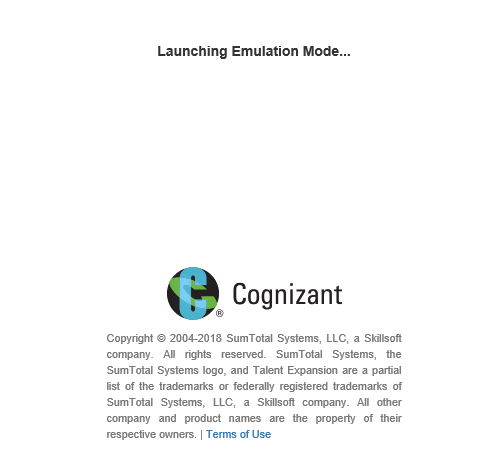 Launching Emulation Mode...
Cognizant
®
Copyright © 2004-2018 SumTotal Systems, LLC, a Skillsoft
company. All rights reserved. SumTotal Systems, the
SumTotal Systems logo, and Talent Expansion are a partial
list of the trademarks or federally registered trademarks of
SumTotal Systems, LLC, a Skillsoft company. All other
company and product names are the property of their
respective owners. | Terms of Use